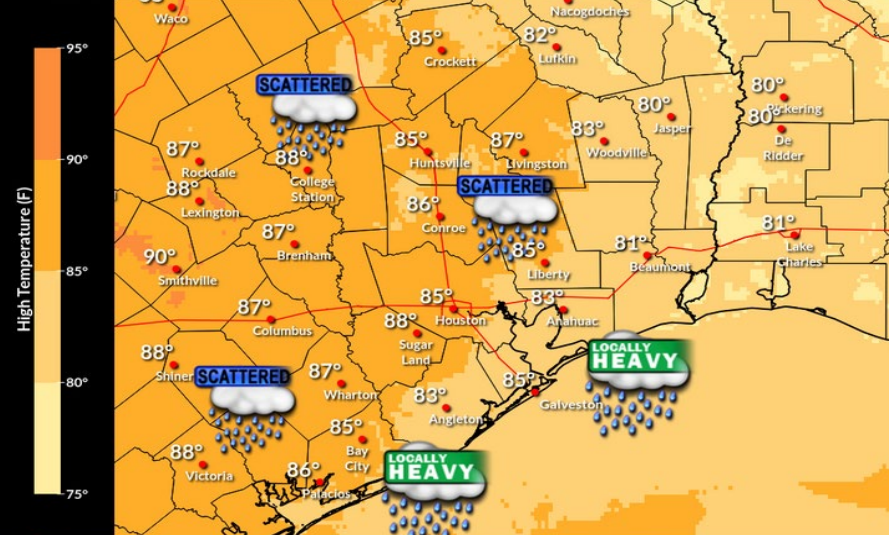 High Temperature (F)
95°
90°
85°
80°
75°
Waco
Nacogdoches
85°
Crockett
82°
Lufkin
SCATTERED
80°
Pickering
80°
De
Ridder
80°
Jasper
83°
Woodville
87°
Livingston
85°
Huntsville
87°
Rockdale
88°
College
Station
88°
Lexington
SCATTERED
86°
Conroe
87°
Brenham
90°
Smithville
85°
Liberty
81°
Beaumont
81°
Lake
Charles
87°
Columbus
85°
Houston
83°
Anahuac
88°
Sugar
Land
88°
Shiner
SCATTERED
87°
Wharton
83°
Angleton
85°
Galveston
LOCALLY
HEAVY
85°
Bay
City
88°
Victoria
86°
Palacios
LOCALLY
HEAVY